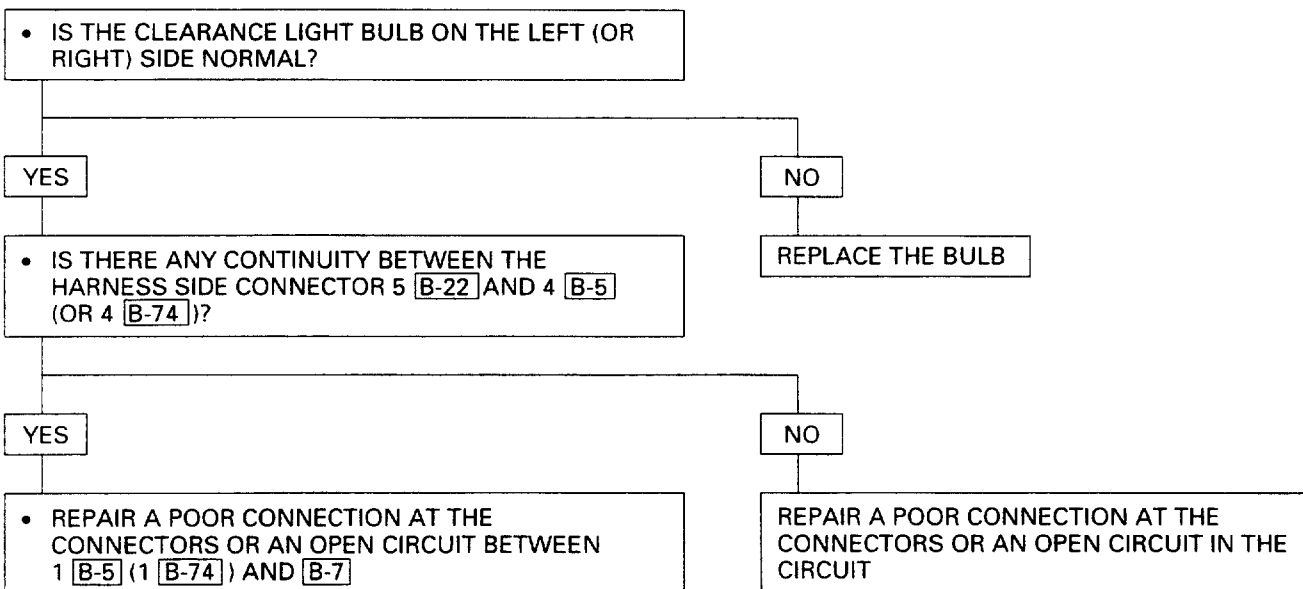 • IS THE CLEARANCE LIGHT BULB ON THE LEFT (OR
RIGHT) SIDE NORMAL?
YES
NO
• IS THERE ANY CONTINUITY BETWEEN THE
HARNESS SIDE CONNECTOR 5 B-22 AND 4 B-5
(OR 4 B-74 )?
REPLACE THE BULB
YES
NO
• REPAIR A POOR CONNECTION AT THE
CONNECTORS OR AN OPEN CIRCUIT BETWEEN
1 B-5 (1 B-74 ) AND B-7
REPAIR A POOR CONNECTION AT THE
CONNECTORS OR AN OPEN CIRCUIT IN THE
CIRCUIT